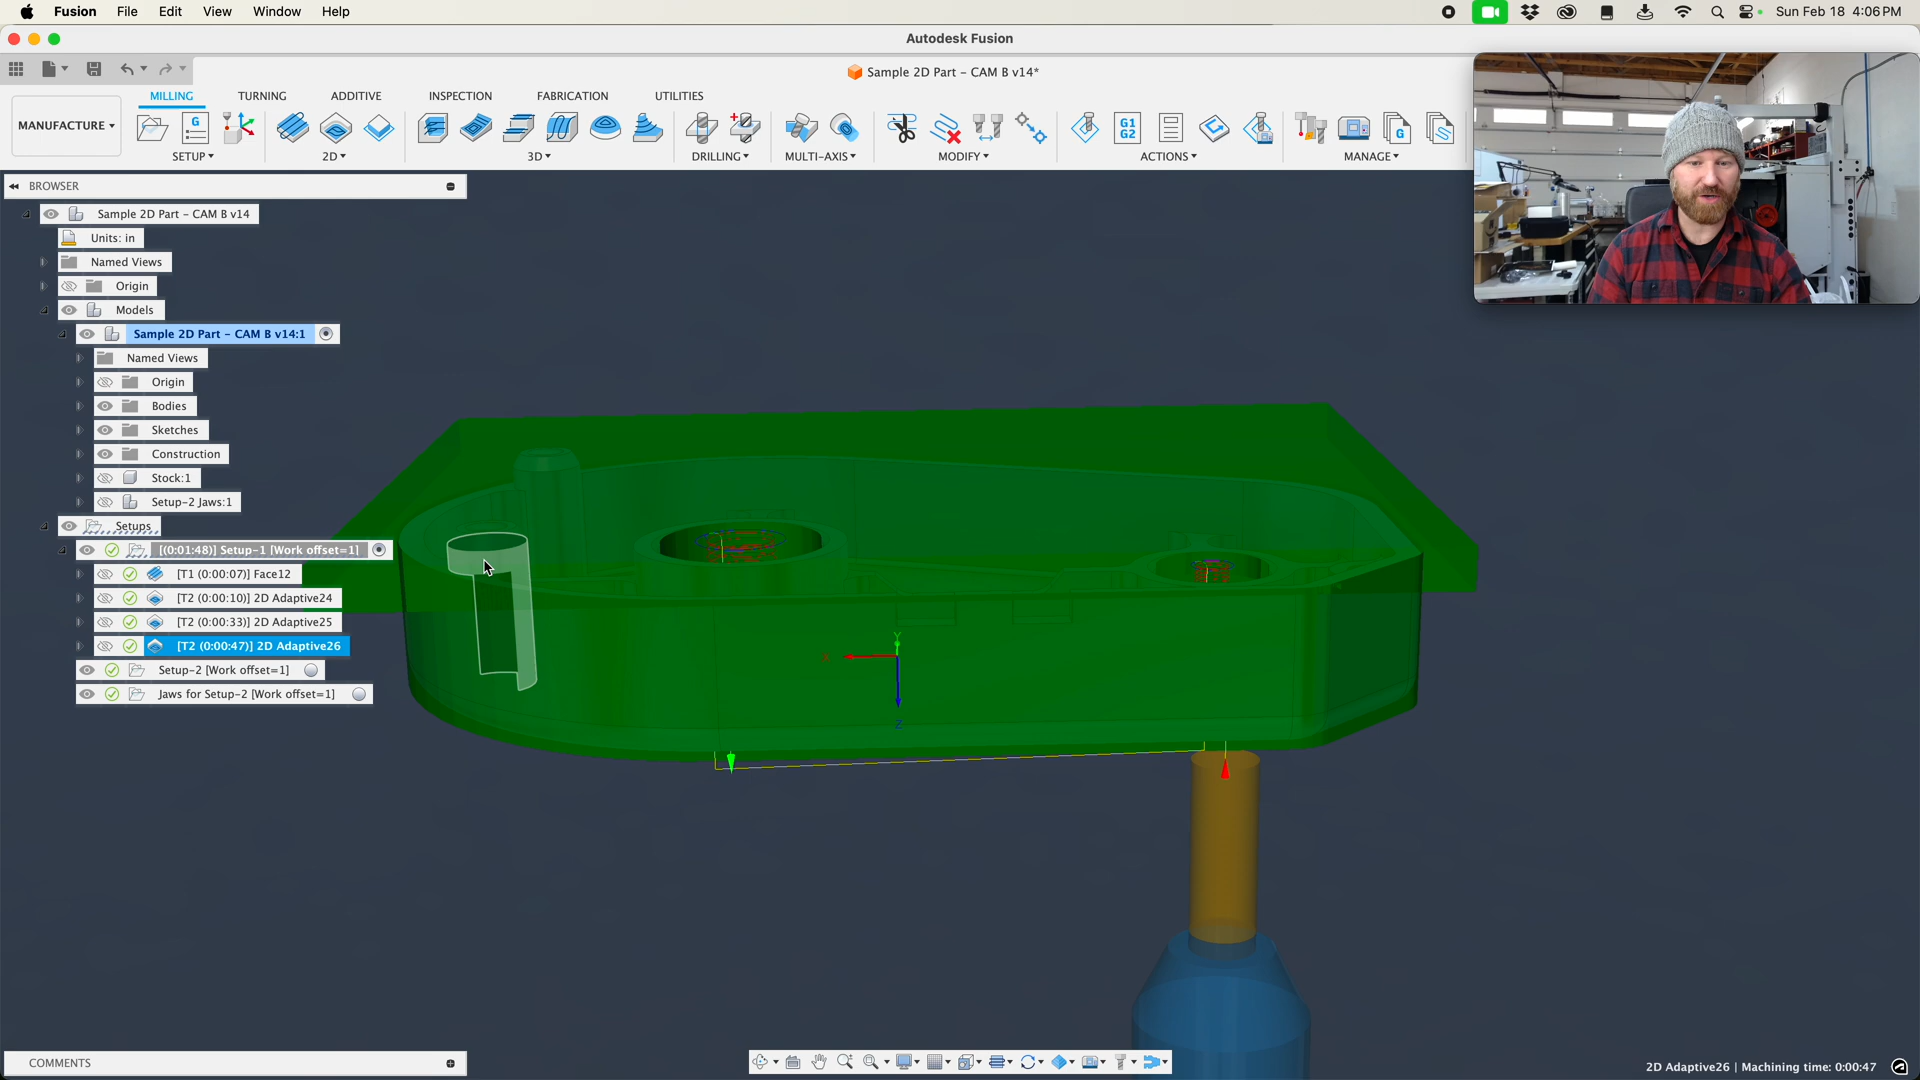 Fusion File Edit View Window Help Sun Feb 18 4:06 PM
Autodesk Fusion
Sample 2D Part – CAM B v14*
MILLING TURNING ADDITIVE INSPECTION FABRICATION UTILITIES
MANUFACTURE
G
G1
G2
G
SETUP 2D 3D DRILLING MULTI-AXIS MODIFY ACTIONS MANAGE
BROWSER
Sample 2D Part – CAM B v14
Units: in
Named Views
Origin
Models
Sample 2D Part – CAM B v14:1
Named Views
Origin
Bodies
Sketches
Construction
Stock:1
Setup-2 Jaws:1
Setups
[(0:01:48)] Setup-1 [Work offset=1]
[T1 (0:00:07)] Face12
[T2 (0:00:10)] 2D Adaptive24
[T2 (0:00:33)] 2D Adaptive25
[T2 (0:00:47)] 2D Adaptive26
Setup-2 [Work offset=1]
Jaws for Setup-2 [Work offset=1]
Y
X
Z
COMMENTS
2D Adaptive26 | Machining time: 0:00:47